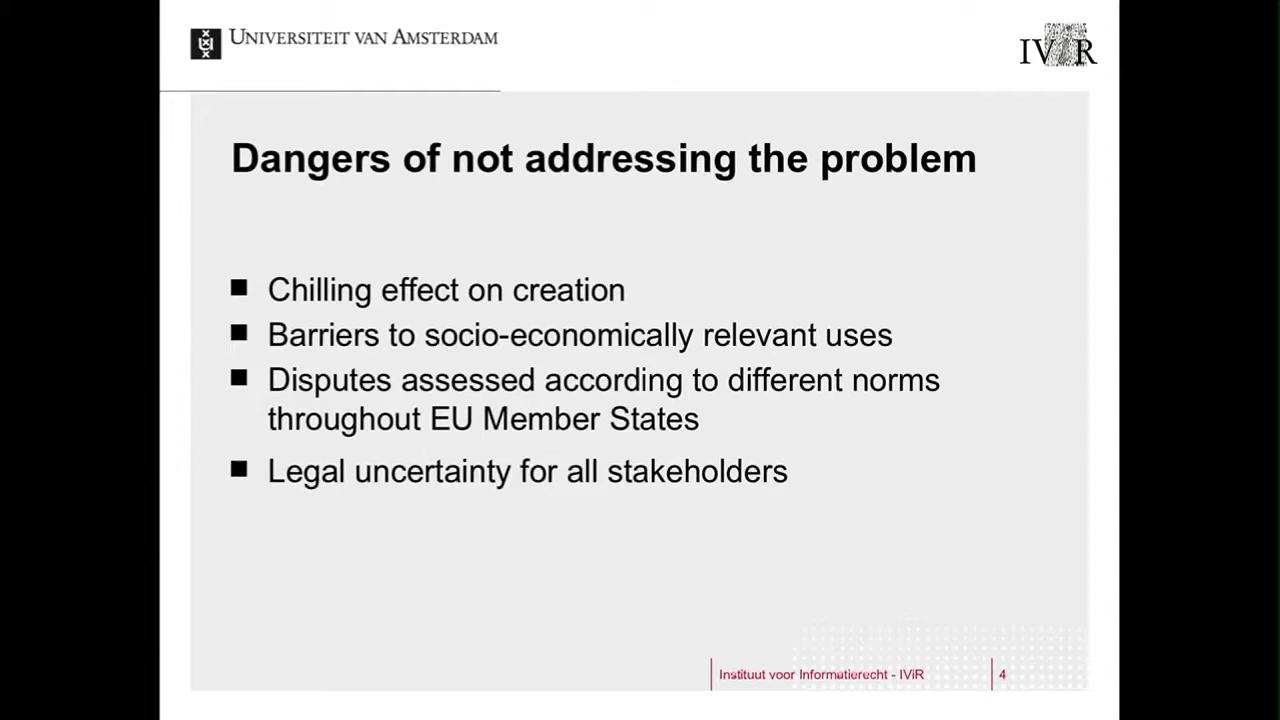 UNIVERSITEIT VAN AMSTERDAM
IViR
Dangers of not addressing the problem
Chilling effect on creation
Barriers to socio-economically relevant uses
Disputes assessed according to different norms
throughout EU Member States
Legal uncertainty for all stakeholders
Instituut voor Informatierecht - IViR
4